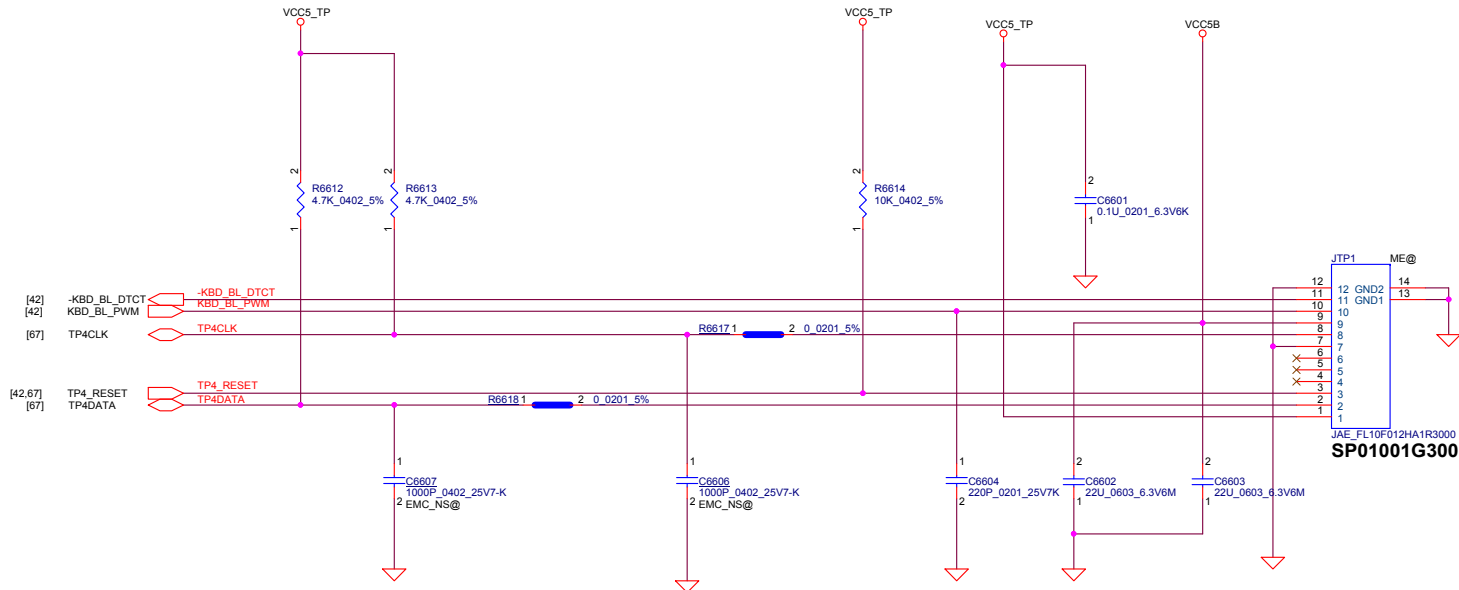 VCC5_TP
VCC5_TP
VCC5_TP
VCC5B
2
R6612
4.7K_0402_5%
1
2
R6613
4.7K_0402_5%
1
2
R6614
10K_0402_5%
1
2
C6601
0.1U_0201_6.3V6K
1
JTP1
ME@
[42]
-KBD_BL_DTCT
-KBD_BL_DTCT
[42]
KBD_BL_PWM
KBD_BL_PWM
[67]
TP4CLK
TP4CLK
R6617
1
2
0_0201_5%
[42,67]
TP4_RESET
TP4_RESET
[67]
TP4DATA
TP4DATA
R6618
1
2
0_0201_5%
12
11
10
9
8
7
6
5
4
3
2
1
12 GND2
11 GND1
10
9
8
7
6
5
4
3
2
1
14
13
JAE_FL10F012HA1R3000
SP01001G300
1
C6607
1000P_0402_25V7-K
2
EMC_NS@
1
C6606
1000P_0402_25V7-K
2
EMC_NS@
1
C6604
220P_0201_25V7K
2
2
C6602
22U_0603_6.3V6M
1
2
C6603
22U_0603_6.3V6M
1